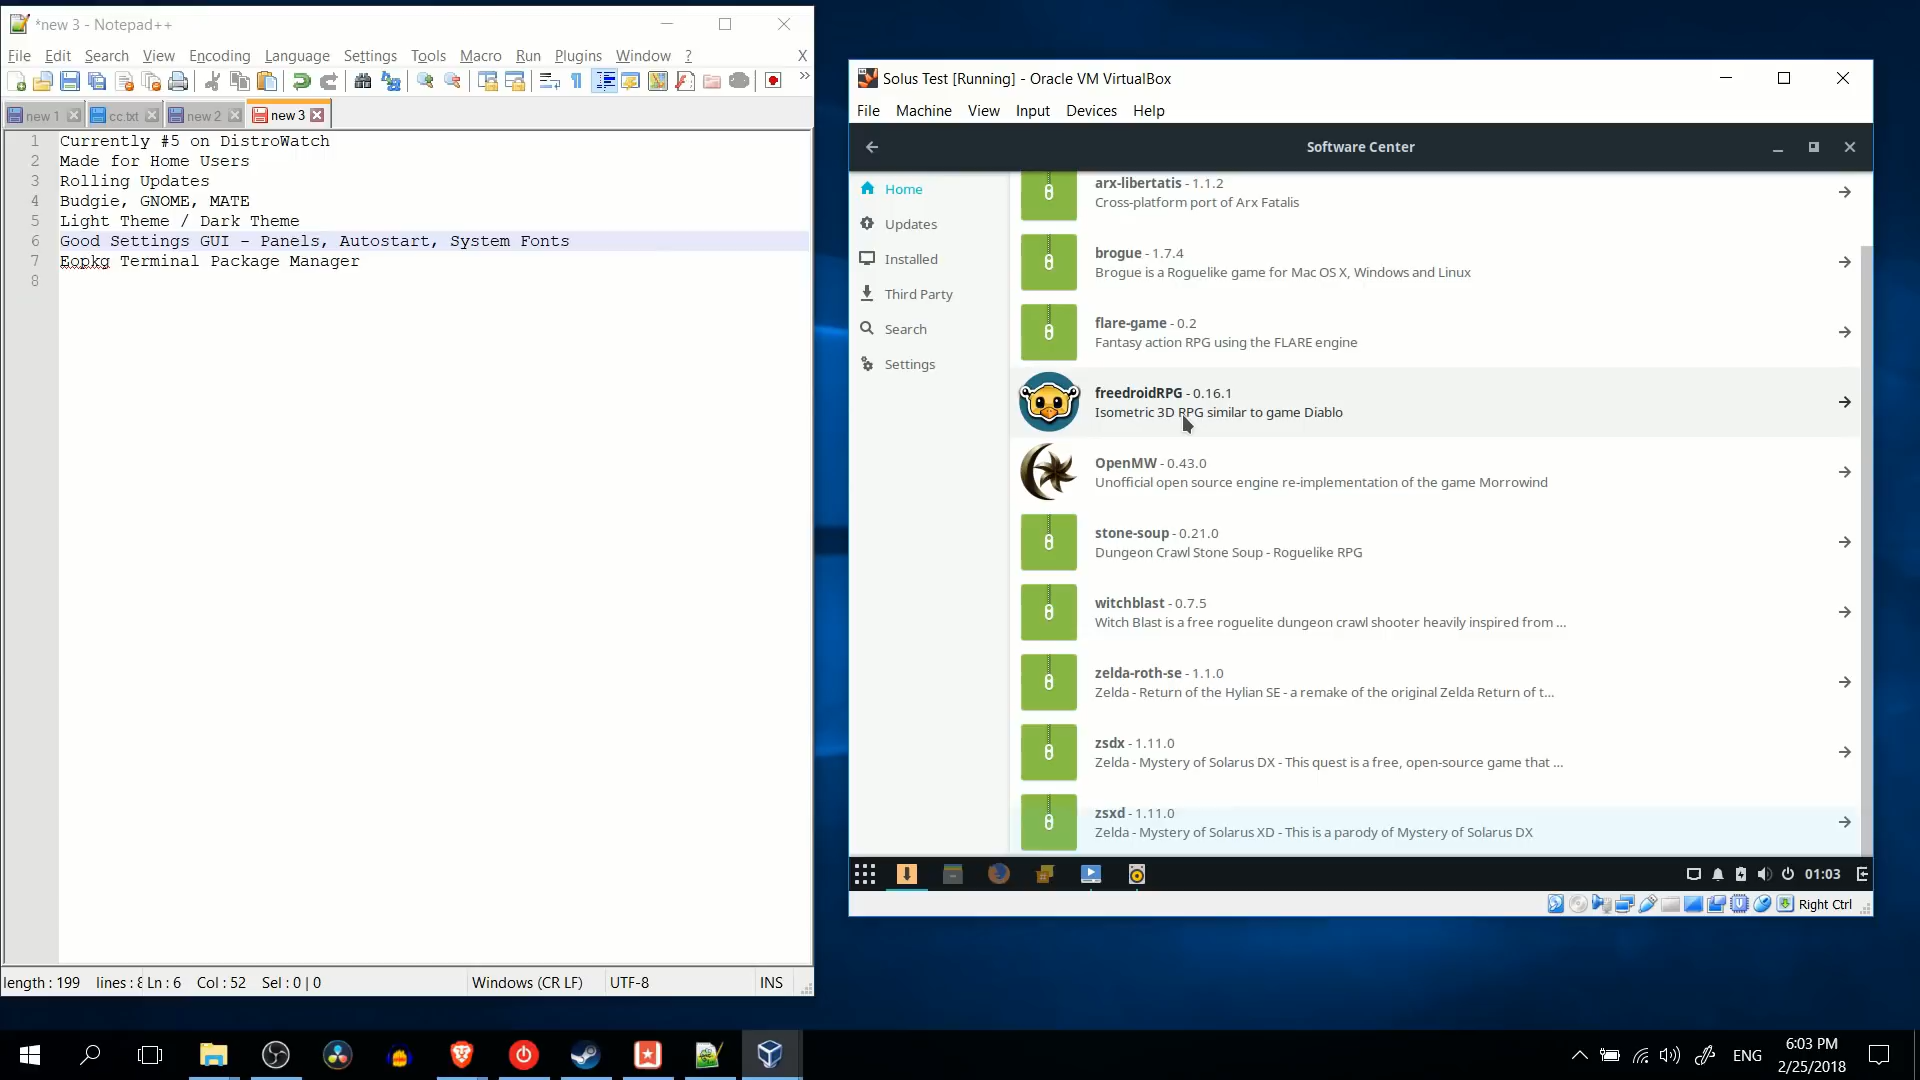 *new 3 - Notepad++
File Edit Search View Encoding Language Settings Tools Macro Run Plugins Window ? X
new 1 cc.txt new 2 new 3
1 Currently #5 on DistroWatch
2 Made for Home Users
3 Rolling Updates
4 Budgie, GNOME, MATE
5 Light Theme / Dark Theme
6 Good Settings GUI - Panels, Autostart, System Fonts
7 Eopkg Terminal Package Manager
8
length : 199 lines : 8 Ln : 6 Col : 52 Sel : 0 | 0 Windows (CR LF) UTF-8 INS
Solus Test [Running] - Oracle VM VirtualBox
File Machine View Input Devices Help
Software Center
Home
Updates
Installed
Third Party
Search
Settings
arx-libertatis - 1.1.2
Cross-platform port of Arx Fatalis
brogue - 1.7.4
Brogue is a Roguelike game for Mac OS X, Windows and Linux
flare-game - 0.2
Fantasy action RPG using the FLARE engine
freedroidRPG - 0.16.1
Isometric 3D RPG similar to game Diablo
OpenMW - 0.43.0
Unofficial open source engine re-implementation of the game Morrowind
stone-soup - 0.21.0
Dungeon Crawl Stone Soup - Roguelike RPG
witchblast - 0.7.5
Witch Blast is a free roguelite dungeon crawl shooter heavily inspired from ...
zelda-roth-se - 1.1.0
Zelda - Return of the Hylian SE - a remake of the original Zelda Return of t...
zsdx - 1.11.0
Zelda - Mystery of Solarus DX - This quest is a free, open-source game that ...
zsxd - 1.11.0
Zelda - Mystery of Solarus XD - This is a parody of Mystery of Solarus DX
01:03
Right Ctrl
ENG
6:03 PM
2/25/2018